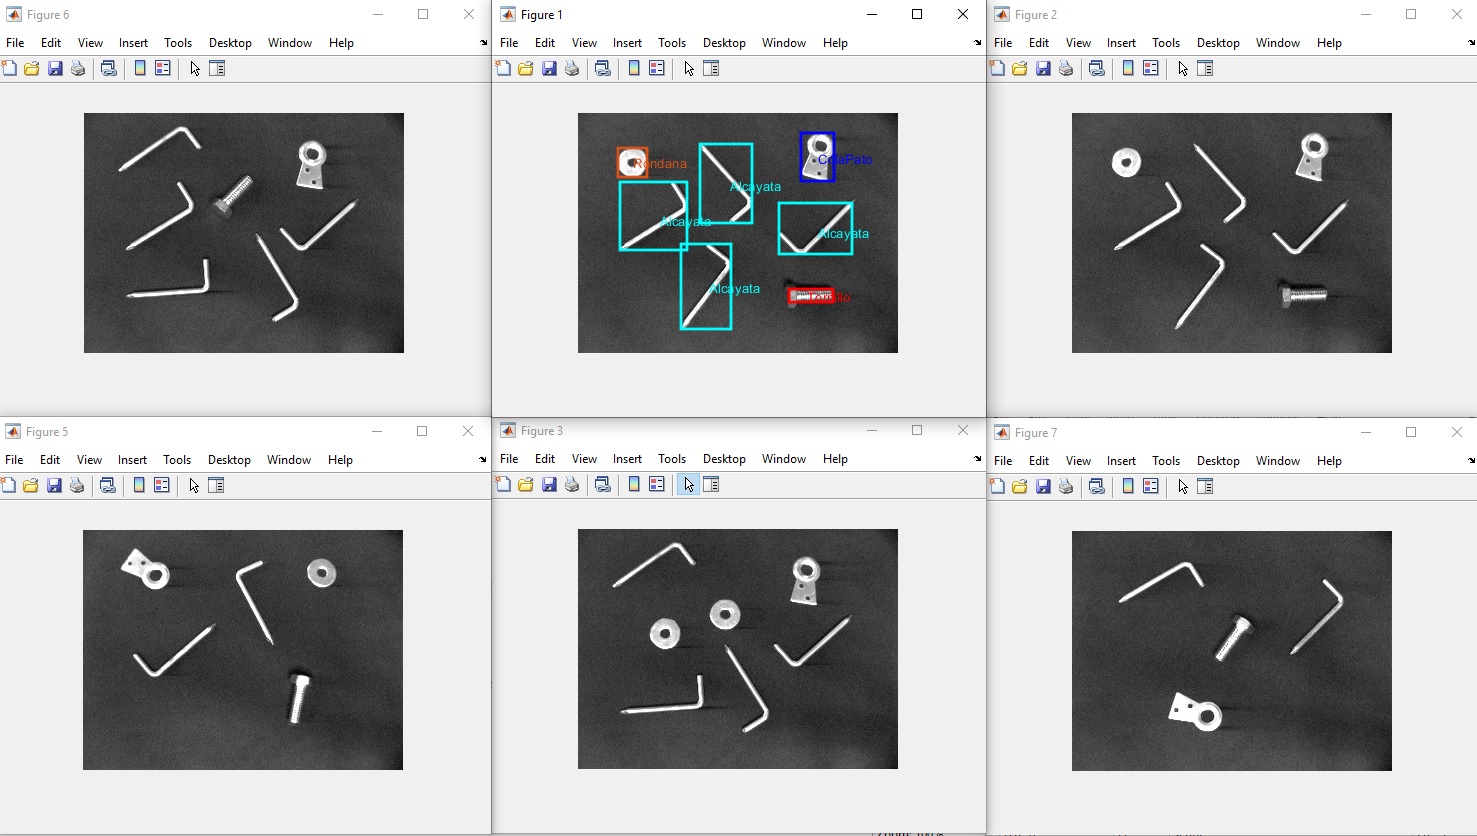 Figure 6
File Edit View Insert Tools Desktop Window Help
Figure 1
File Edit View Insert Tools Desktop Window Help
Rondana
Alcayata
ColaPato
Alcayata
Alcayata
Alcayata
Tornillo
Figure 2
File Edit View Insert Tools Desktop Window Help
Figure 5
File Edit View Insert Tools Desktop Window Help
Figure 3
File Edit View Insert Tools Desktop Window Help
Figure 7
File Edit View Insert Tools Desktop Window Help